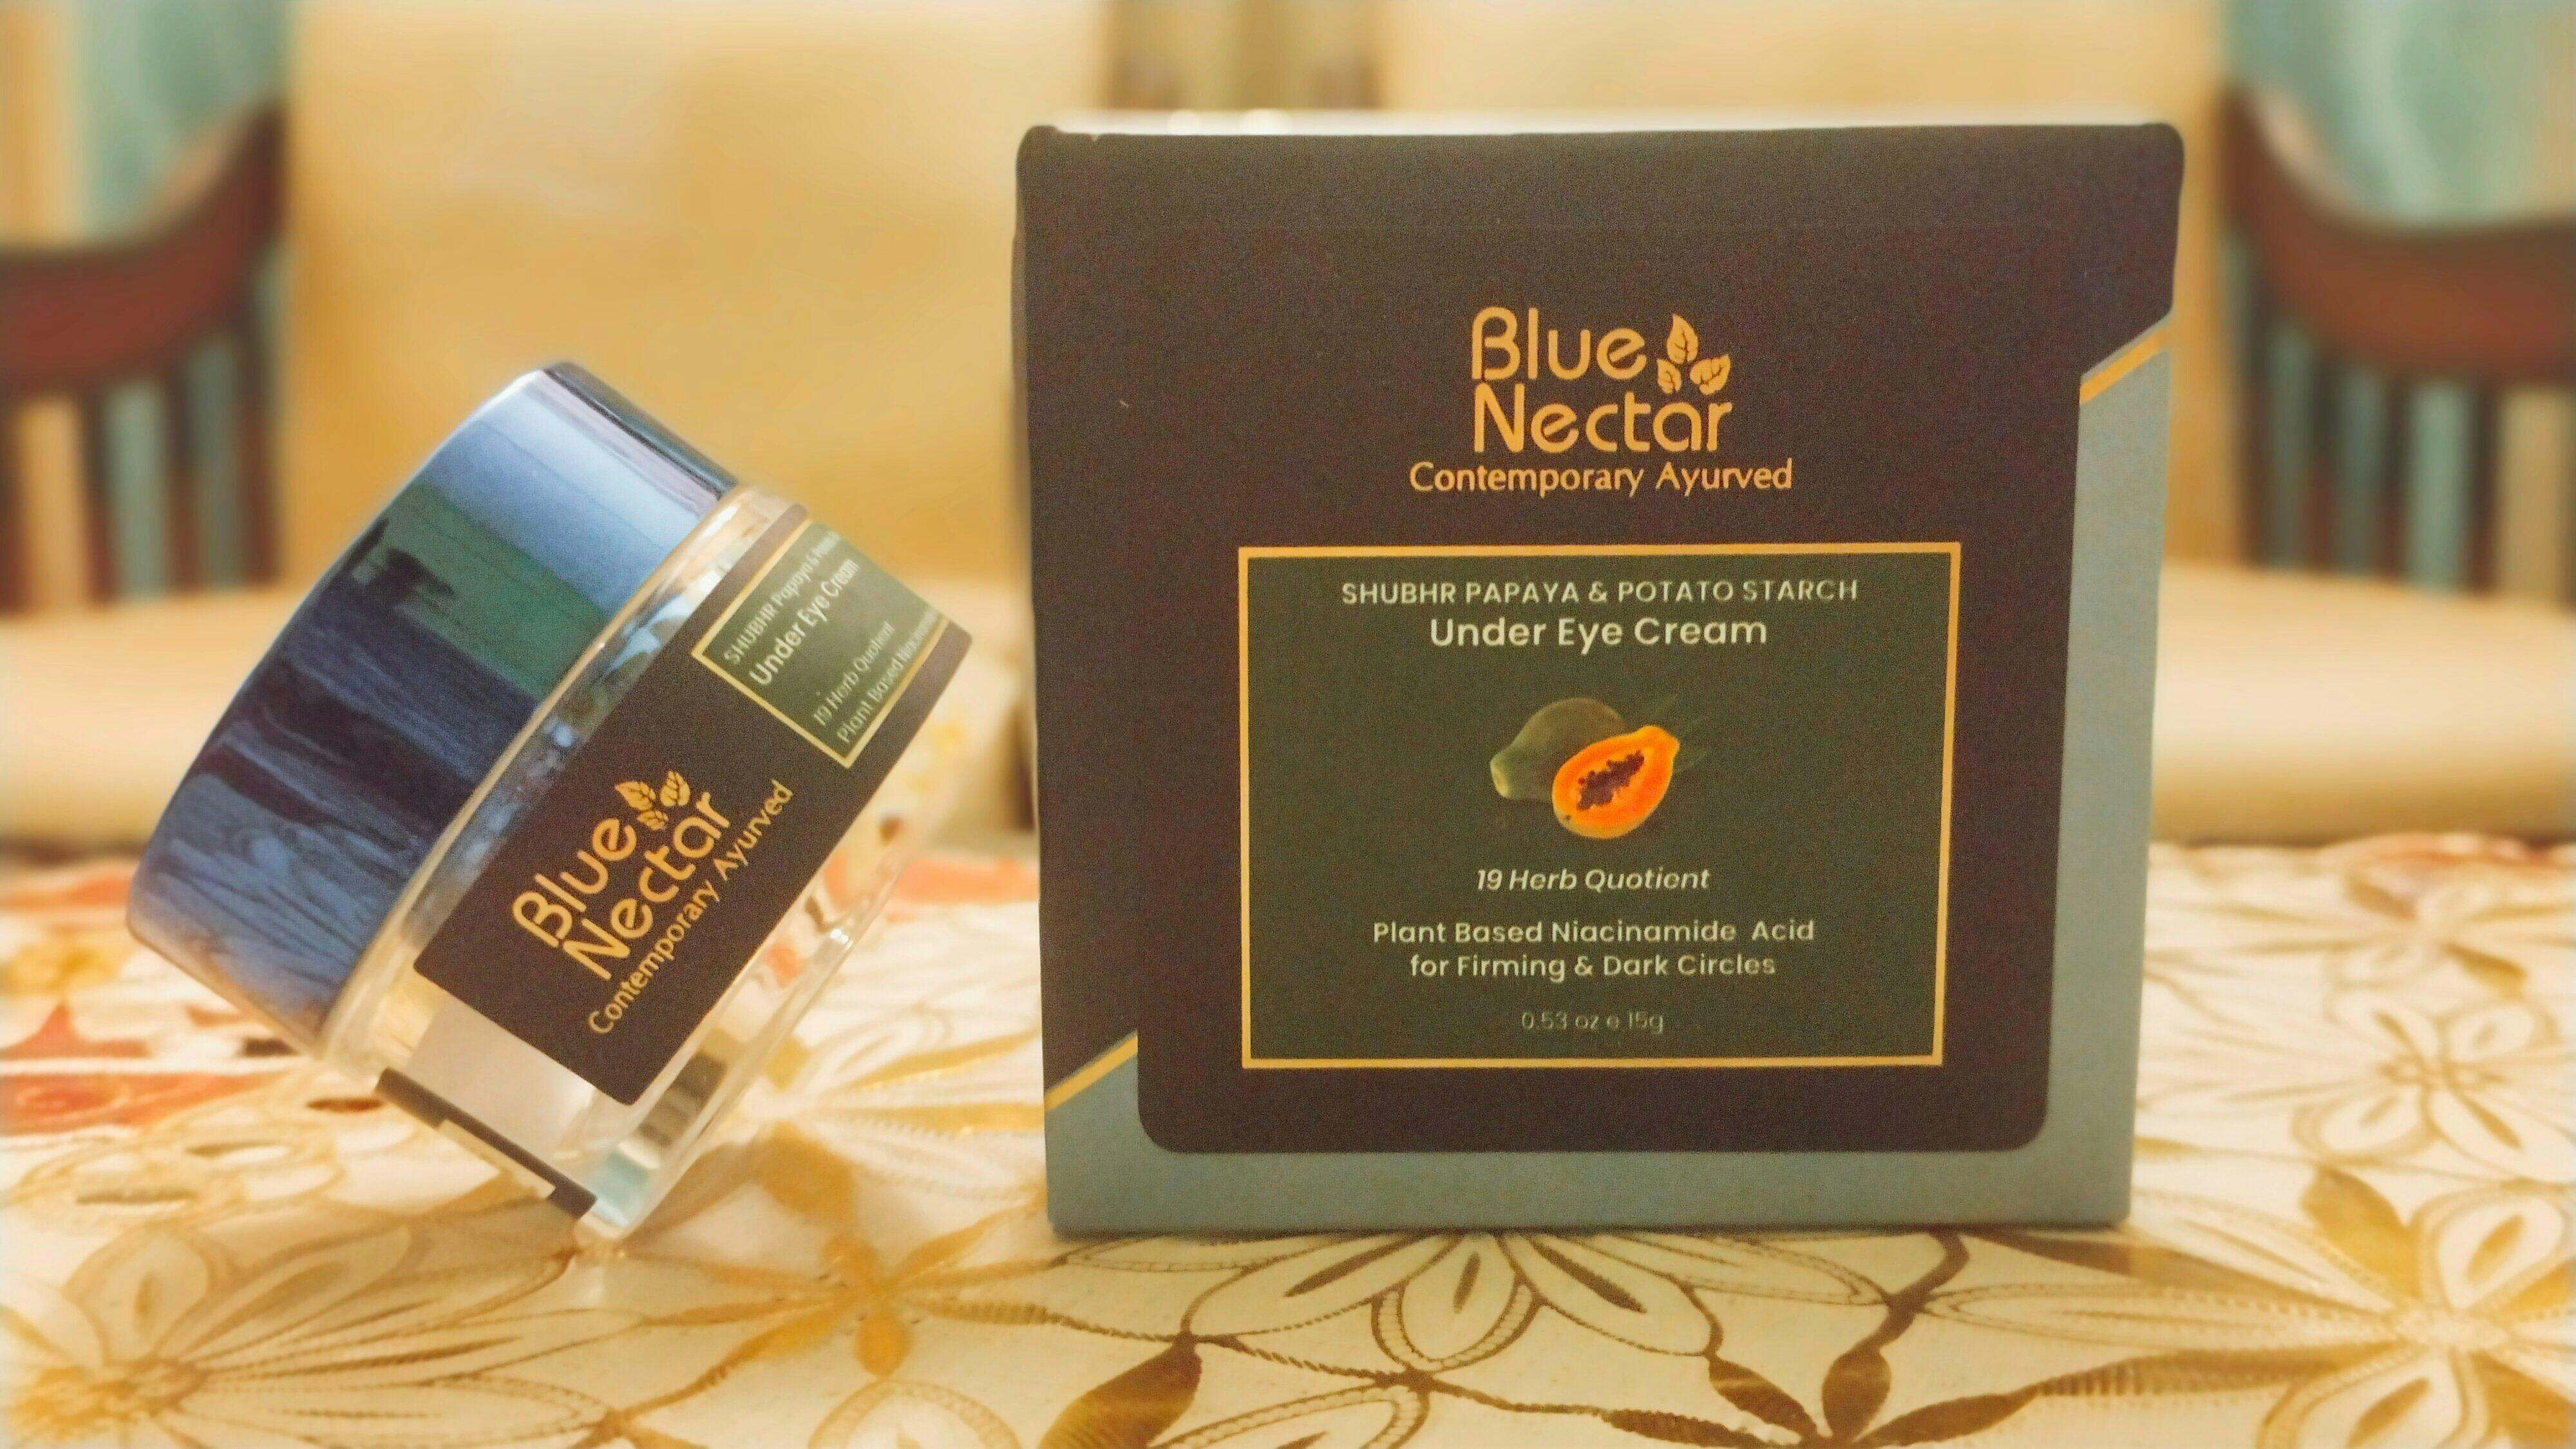 Blue
Nectar
Contemporary Ayurved
SHUBHR Papaya &
Under Eye Cream
19 Herb Quotient
Plant Based
Blue
Nectar
Contemporary Ayurved
SHUBHR PAPAYA & POTATO STARCH
Under Eye Cream
19 Herb Quotient
Plant Based Niacinamide Acid
for Firming & Dark Circles
0.53 oz e 15g